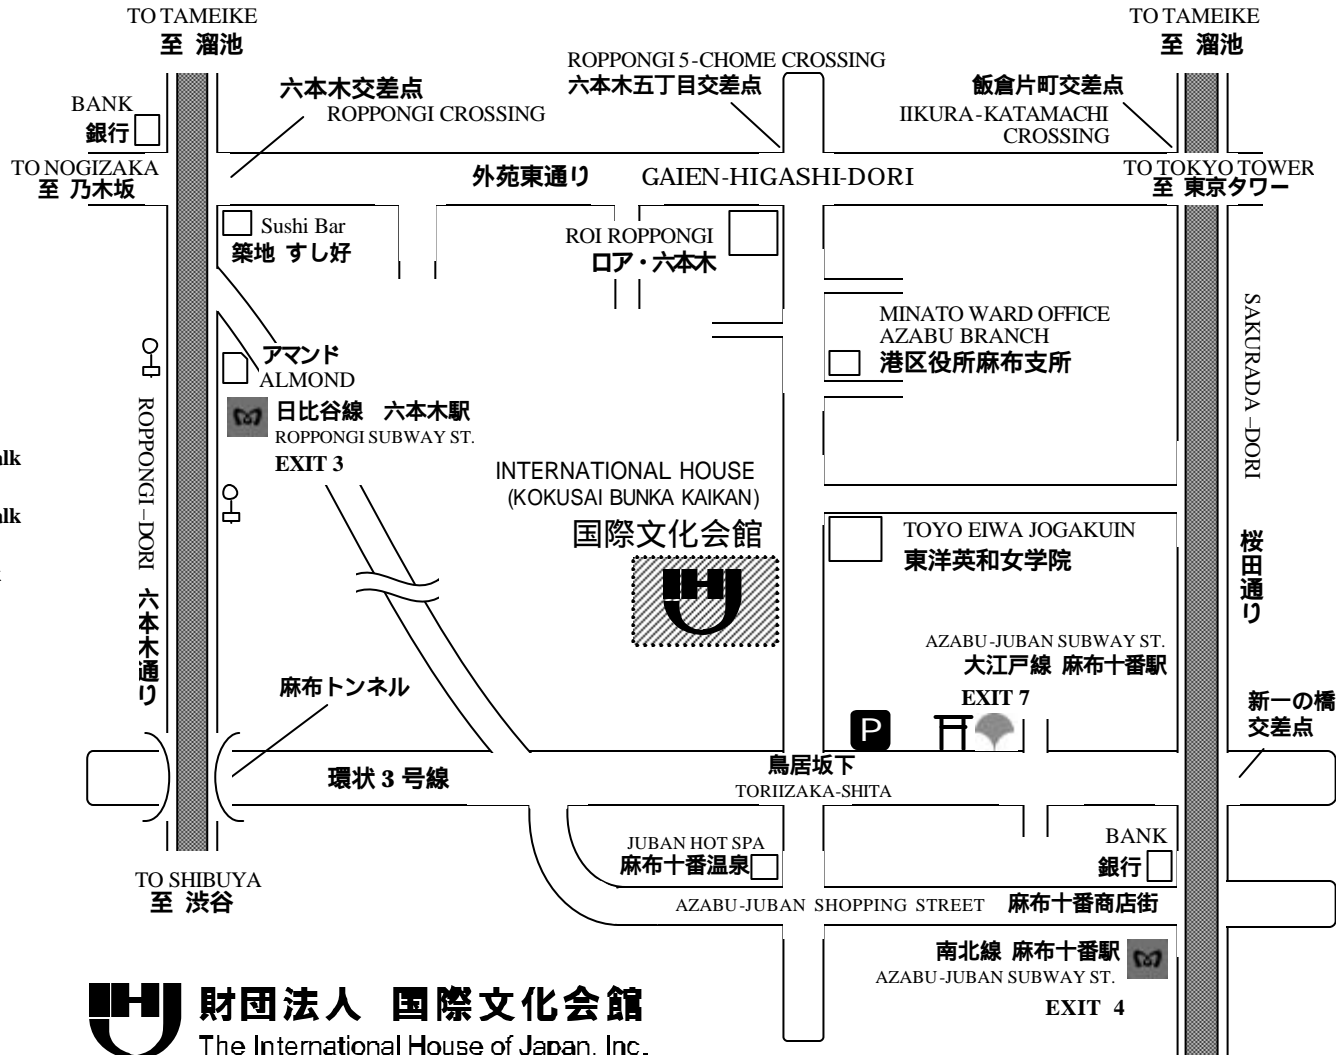 TO TAMEIKE
至 溜池
TO TAMEIKE
至 溜池
ROPPONGI 5-CHOME CROSSING
六本木五丁目交差点
六本木交差点
ROPPONGI CROSSING
飯倉片町交差点
IIKURA-KATAMACHI
CROSSING
BANK
銀行
TO NOGIZAKA
至 乃木坂
外苑東通り GAIEN-HIGASHI-DORI
TO TOKYO TOWER
至 東京タワー
Sushi Bar
築地 すし好
ROI ROPPONGI
ロア・六本木
MINATO WARD OFFICE
AZABU BRANCH
港区役所麻布支所
SAKURADA-DORI
桜田通り
アマンド
ALMOND
日比谷線 六本木駅
ROPPONGI SUBWAY ST.
EXIT 3
ROPPONGI-DORI 六本木通り
alk
alk
INTERNATIONAL HOUSE
(KOKUSAI BUNKA KAIKAN)
国際文化会館
IHJ
TOYO EIWA JOGAKUIN
東洋英和女学院
AZABU-JUBAN SUBWAY ST.
大江戸線 麻布十番駅
EXIT 7
P
麻布トンネル
新一の橋
交差点
環状 3 号線
鳥居坂下
TORIIZAKA-SHITA
JUBAN HOT SPA
麻布十番温泉
BANK
銀行
TO SHIBUYA
至 渋谷
AZABU-JUBAN SHOPPING STREET 麻布十番商店街
南北線 麻布十番駅
AZABU-JUBAN SUBWAY ST.
EXIT 4
IHJ
財団法人 国際文化会館
The International House of Japan, Inc.